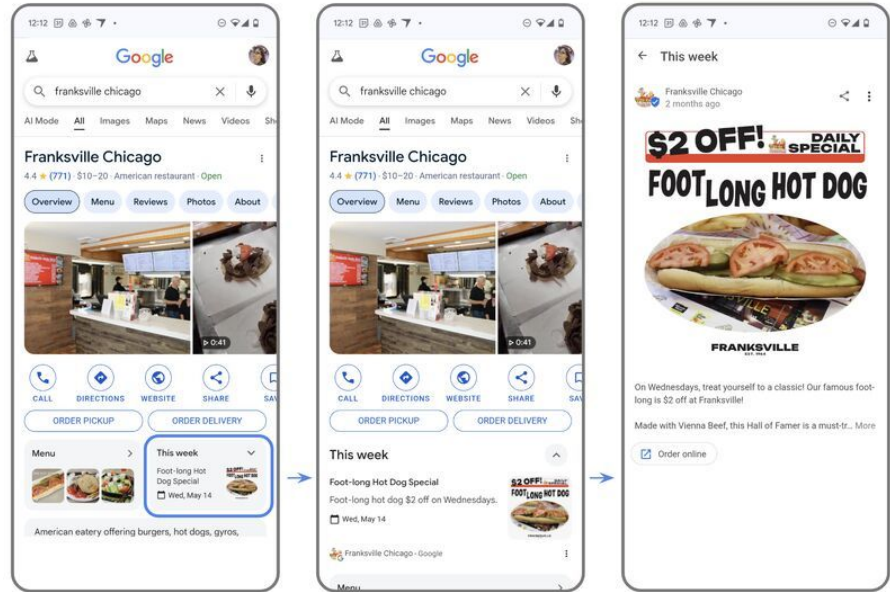 12:12
Google
franksville chicago
AI Mode All Images Maps News Videos Sh
Franksville Chicago
4.4 ★ (771) · $10–20 · American restaurant · Open
Overview Menu Reviews Photos About
0:41
CALL DIRECTIONS WEBSITE SHARE SAV
ORDER PICKUP ORDER DELIVERY
Menu
This week
Foot-long Hot
Dog Special
Wed, May 14
American eatery offering burgers, hot dogs, gyros,
12:12
Google
franksville chicago
AI Mode All Images Maps News Videos Sh
Franksville Chicago
4.4 ★ (771) · $10–20 · American restaurant · Open
Overview Menu Reviews Photos About
0:41
CALL DIRECTIONS WEBSITE SHARE SAV
ORDER PICKUP ORDER DELIVERY
This week
Foot-long Hot Dog Special
Foot-long hot dog $2 off on Wednesdays.
Wed, May 14
$2 OFF!
FOOT LONG HOT DOG
Franksville Chicago · Google
Menu
12:12
This week
Franksville Chicago
2 months ago
$2 OFF! DAILY
SPECIAL
FOOT LONG HOT DOG
FRANKSVILLE
EST. 1964
On Wednesdays, treat yourself to a classic! Our famous foot-
long is $2 off at Franksville!
Made with Vienna Beef, this Hall of Famer is a must-tr... More
Order online